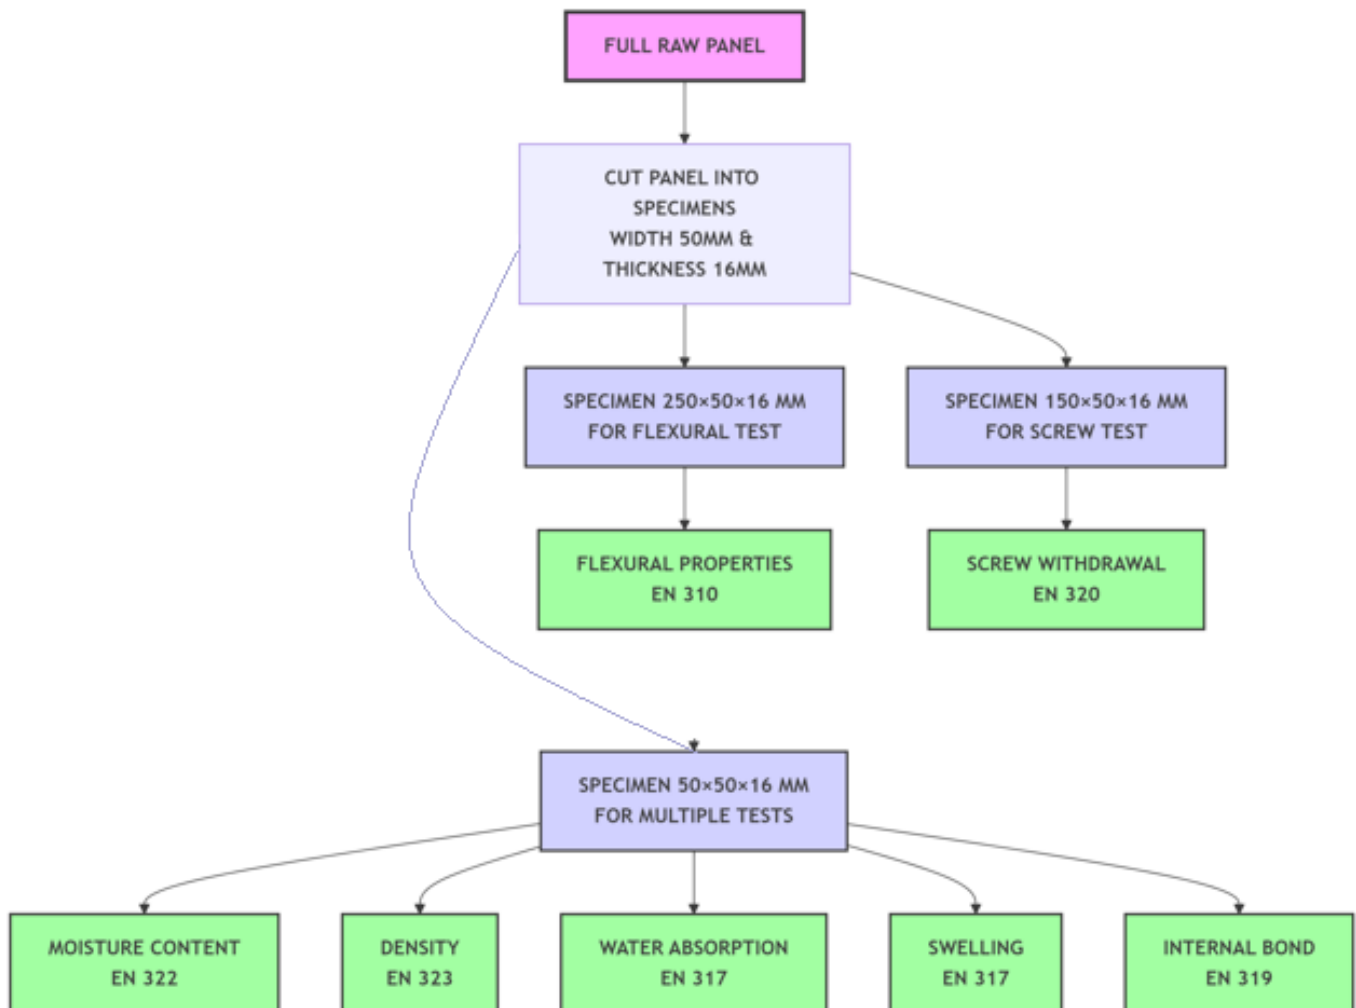 FULL RAW PANEL
CUT PANEL INTO
SPECIMENS
WIDTH 50MM &
THICKNESS 16MM
SPECIMEN 250×50×16 MM
FOR FLEXURAL TEST
SPECIMEN 150×50×16 MM
FOR SCREW TEST
FLEXURAL PROPERTIES
EN 310
SCREW WITHDRAWAL
EN 320
SPECIMEN 50×50×16 MM
FOR MULTIPLE TESTS
MOISTURE CONTENT
EN 322
DENSITY
EN 323
WATER ABSORPTION
EN 317
SWELLING
EN 317
INTERNAL BOND
EN 319